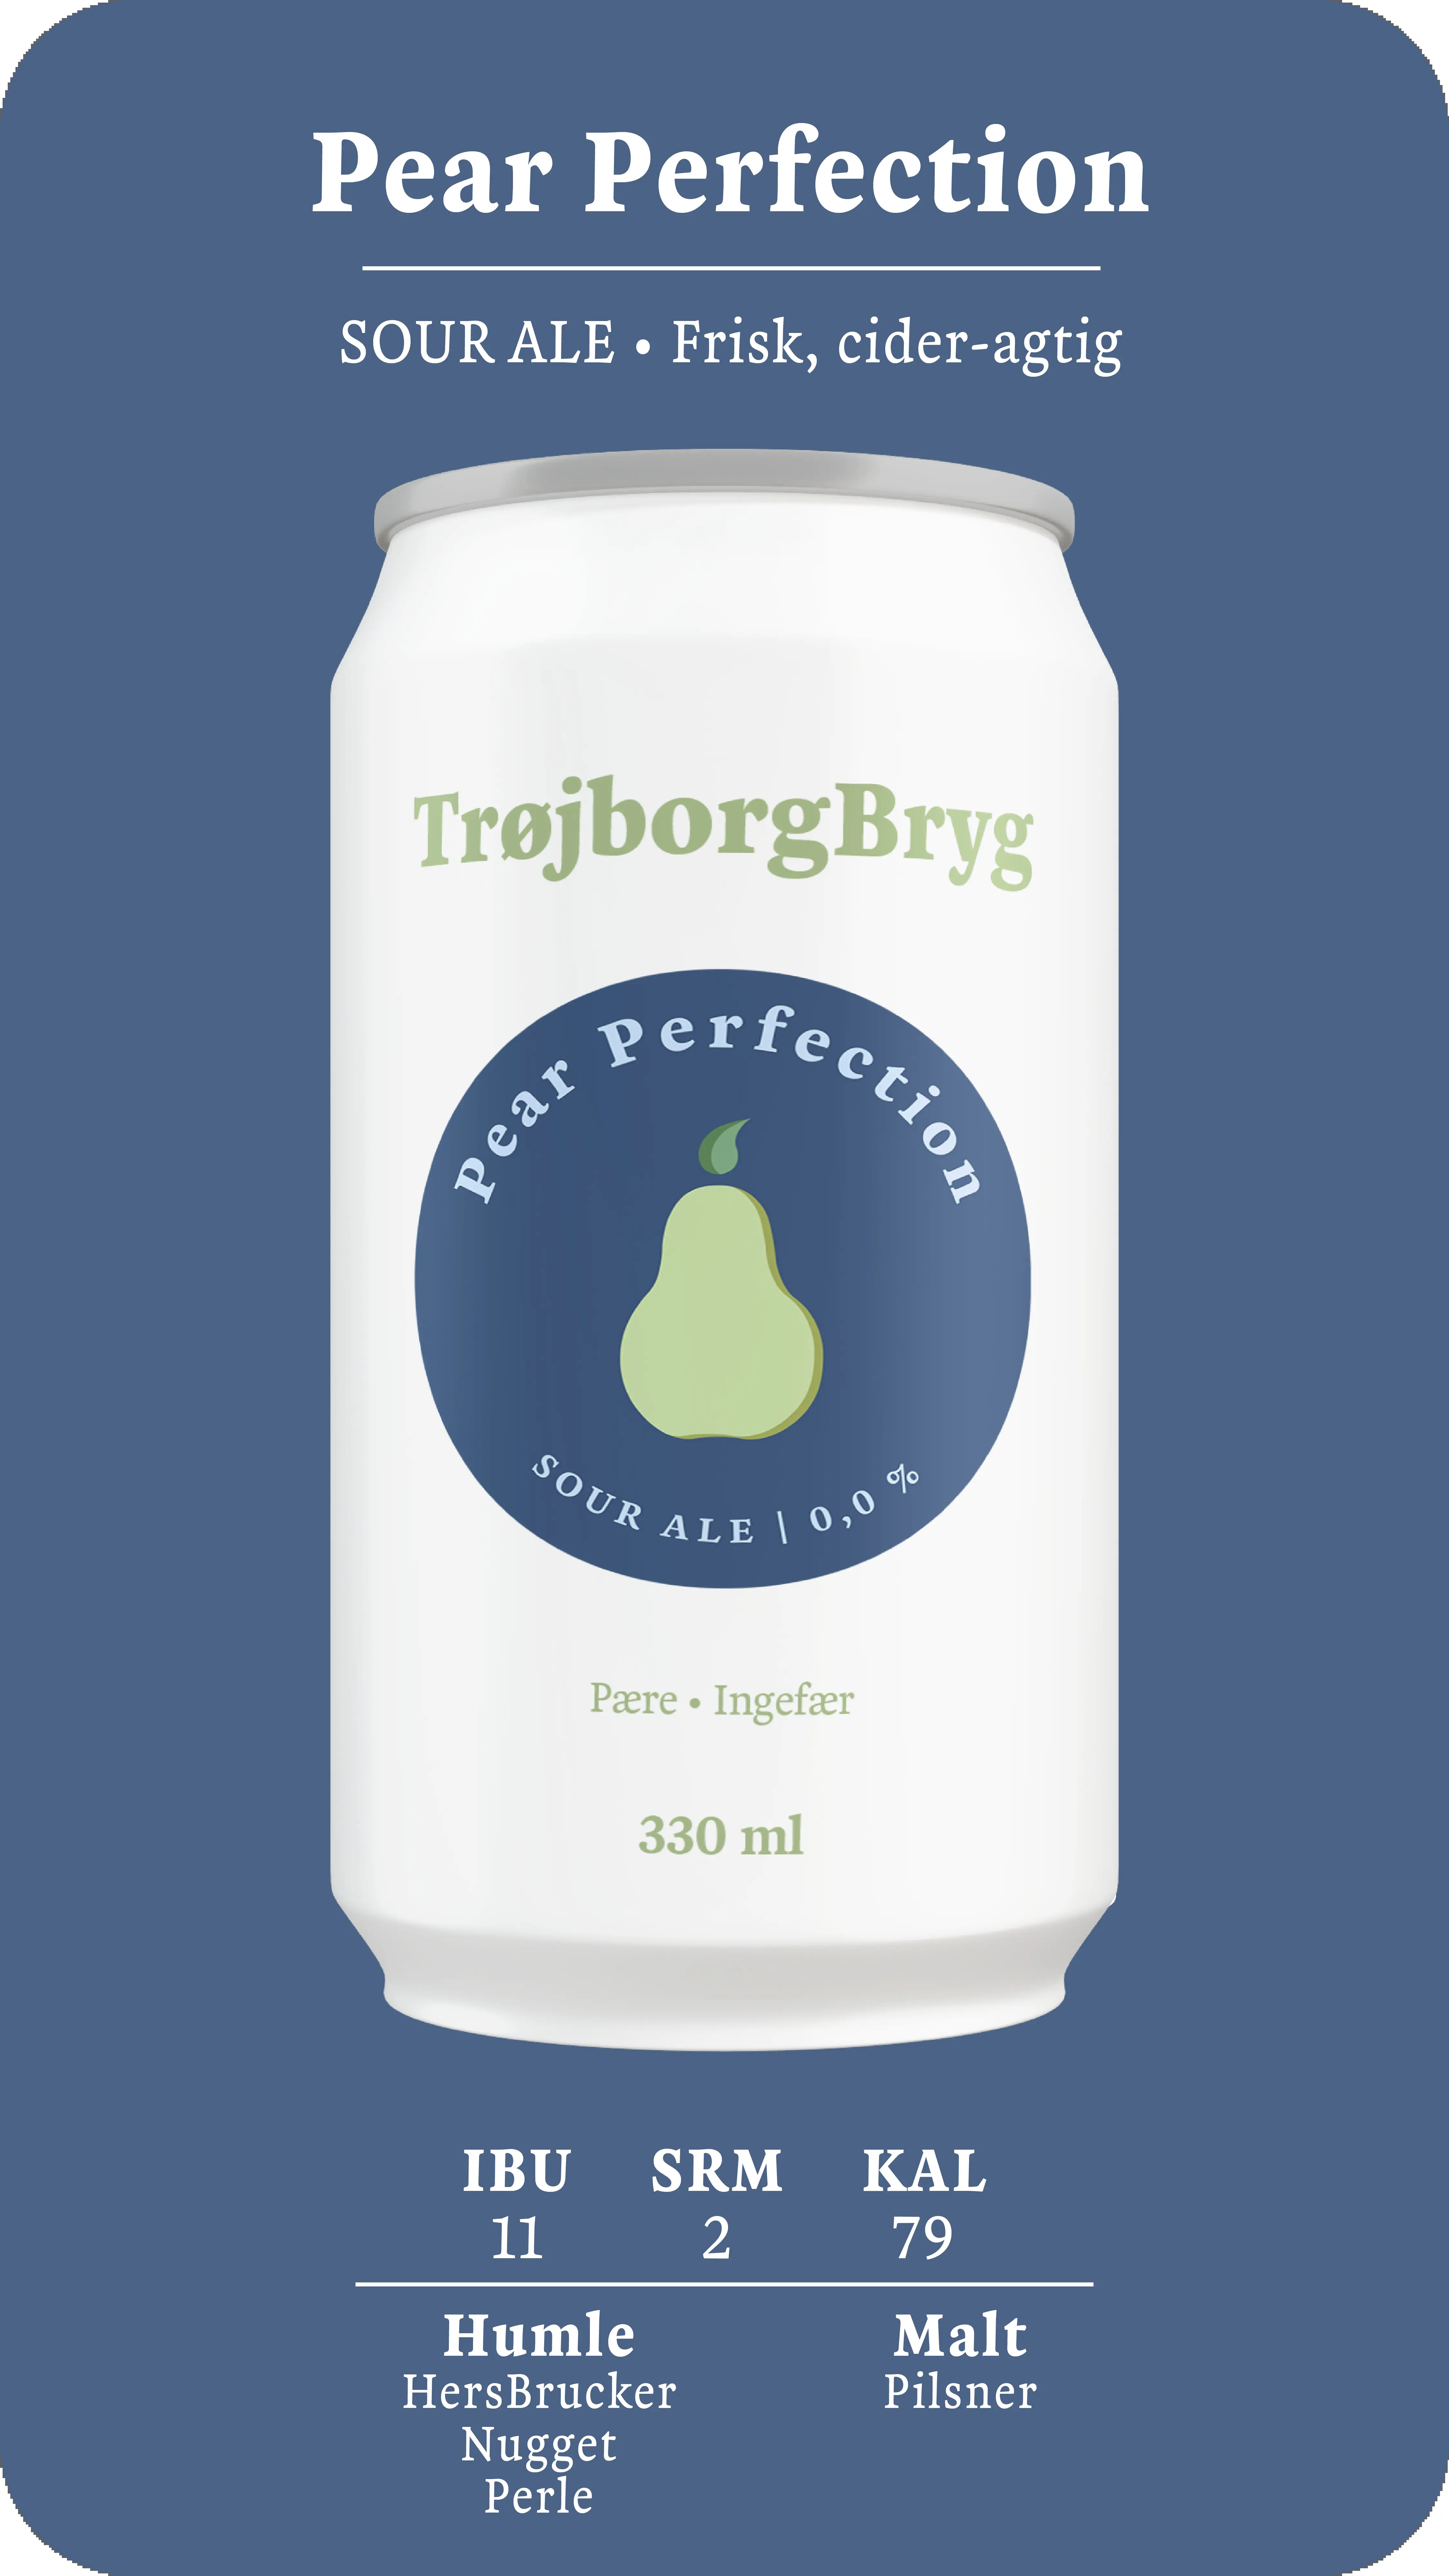 Pear Perfection
SOUR ALE • Frisk, cider-agtig
TrøjborgBryg
Pear Perfection
SOUR ALE | 0,0 %
Pære • Ingefær
330 ml
IBU SRM KAL
11 2 79
Humle Malt
HersBrucker Pilsner
Nugget
Perle